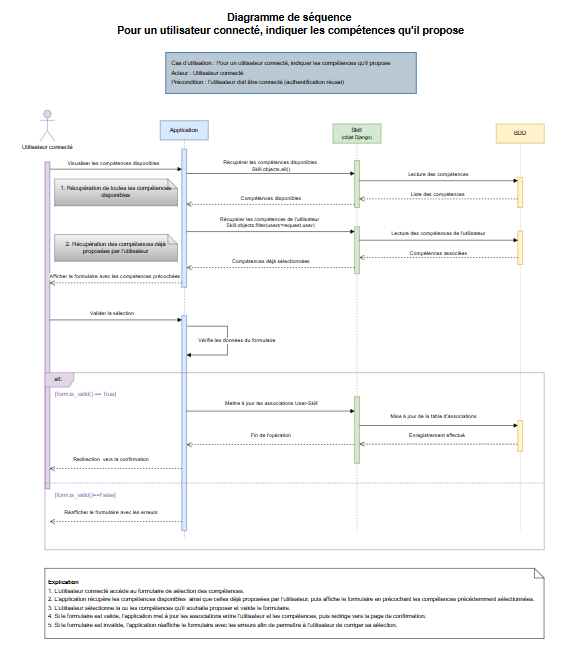 Diagramme de séquence
Pour un utilisateur connecté, indiquer les compétences qu'il propose
Cas d'utilisation : Pour un utilisateur connecté, indiquer les compétences qu'il propose
Acteur : Utilisateur connecté
Précondition : l'utilisateur doit être connecté (authentification réussi)
Utilisateur connecté
Application
Skill
(objet Django)
BDD
Visualiser les compétences disponibles
Récupérer les compétences disponibles
Skill.objects.all()
Lecture des compétences
1. Récupération de toutes les compétences
disponibles
Liste des compétences
Compétences disponibles
Récupérer les compétences de l'utilisateur
Skill.objects.filter(users=request.user)
Lecture des compétences de l'utilisateur
2. Récupération des compétences déjà
proposées par l'utilisateur
Compétences associées
Compétences déjà sélectionnées
Afficher le formulaire avec les compétences précochées
Valider la sélection
Vérifie les données du formulaire
alt:
[form.is_valid() == True]
Mettre à jour les associations User-Skill
Mise à jour de la table d'associations
Fin de l'opération
Enregistrement effectué
Redirection vers la confirmation
[form.is_valid()==False]
Réafficher le formulaire avec les erreurs
Explication
1. L'utilisateur connecté accède au formulaire de sélection des compétences.
2. L'application récupère les compétences disponibles ainsi que celles déjà proposées par l'utilisateur, puis affiche le formulaire en précochant les compétences précédemment sélectionnées.
3. L'utilisateur sélectionne la ou les compétences qu'il souhaite proposer et valide le formulaire.
4. Si le formulaire est valide, l'application met à jour les associations entre l'utilisateur et les compétences, puis redirige vers la page de confirmation.
5. Si le formulaire est invalide, l'application réaffiche le formulaire avec les erreurs afin de permettre à l'utilisateur de corriger sa sélection.